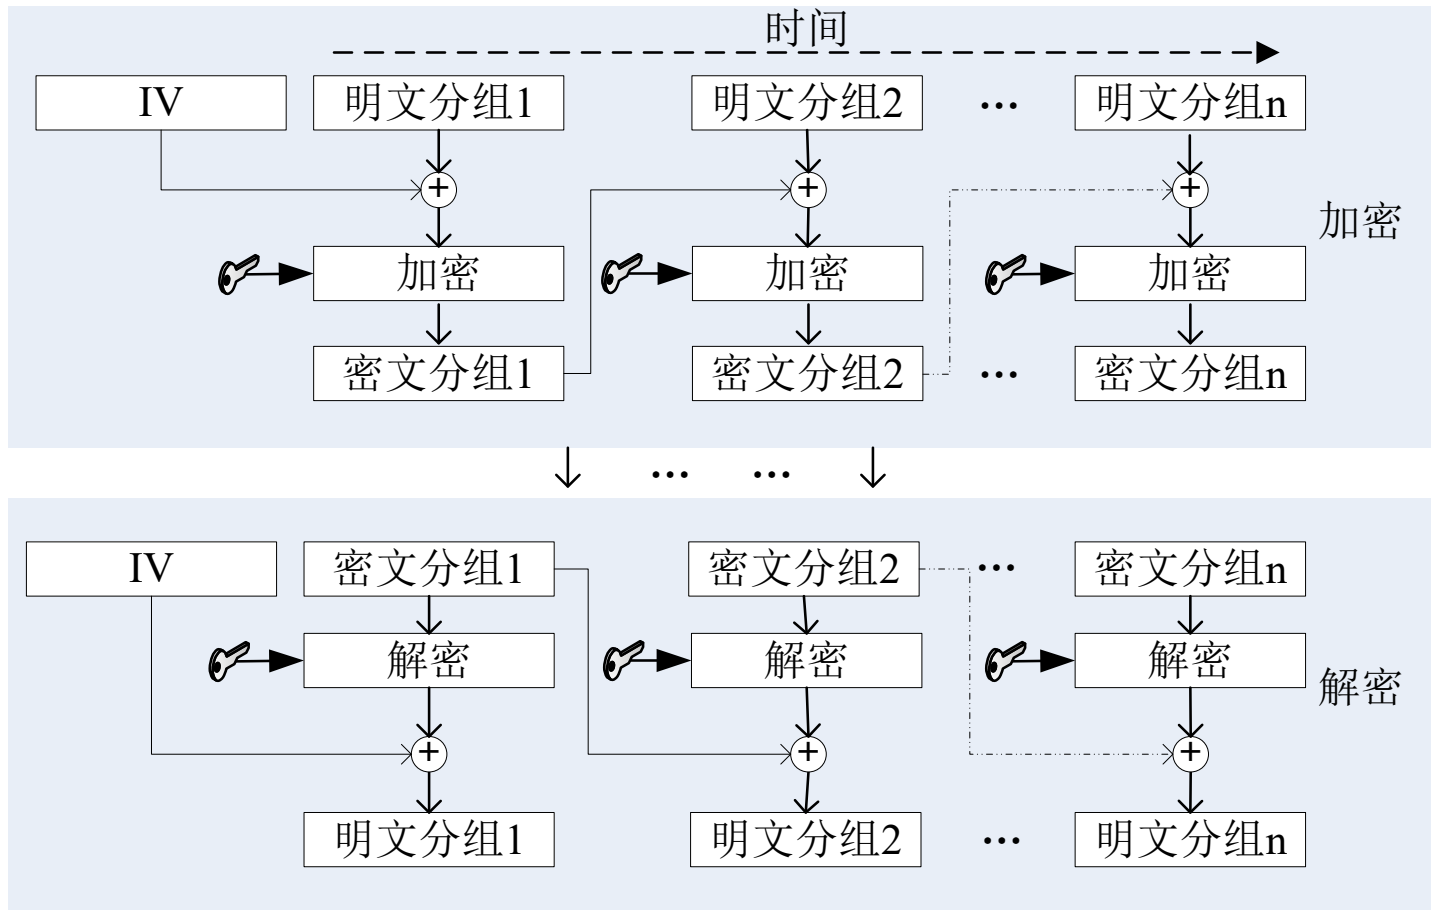 时间
IV 明文分组1 明文分组2 ... 明文分组n
+ + +
加密
加密 加密 加密
密文分组1 密文分组2 ... 密文分组n
... ...
IV 密文分组1 密文分组2 ... 密文分组n
解密 解密 解密
解密
+ + +
明文分组1 明文分组2 ... 明文分组n